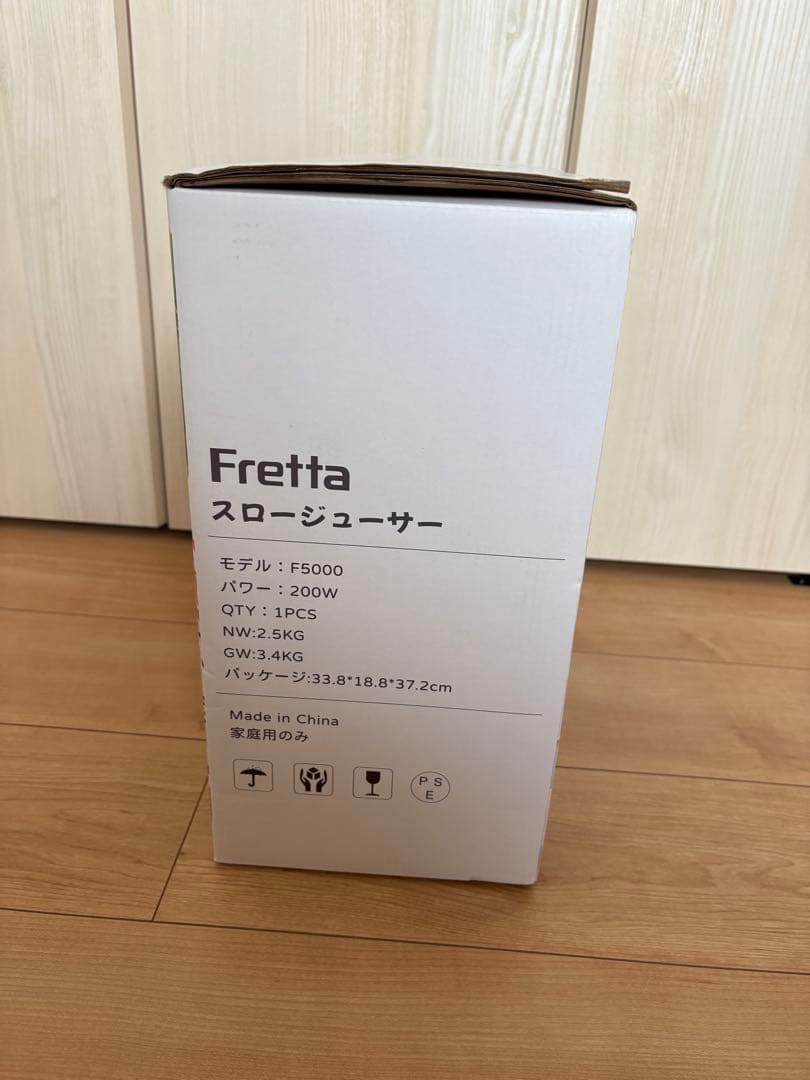 Fretta
スロージューサー
モデル：F5000
パワー：200W
QTY：1PCS
NW:2.5KG
GW:3.4KG
パッケージ:33.8*18.8*37.2cm
Made in China
家庭用のみ
P S
E